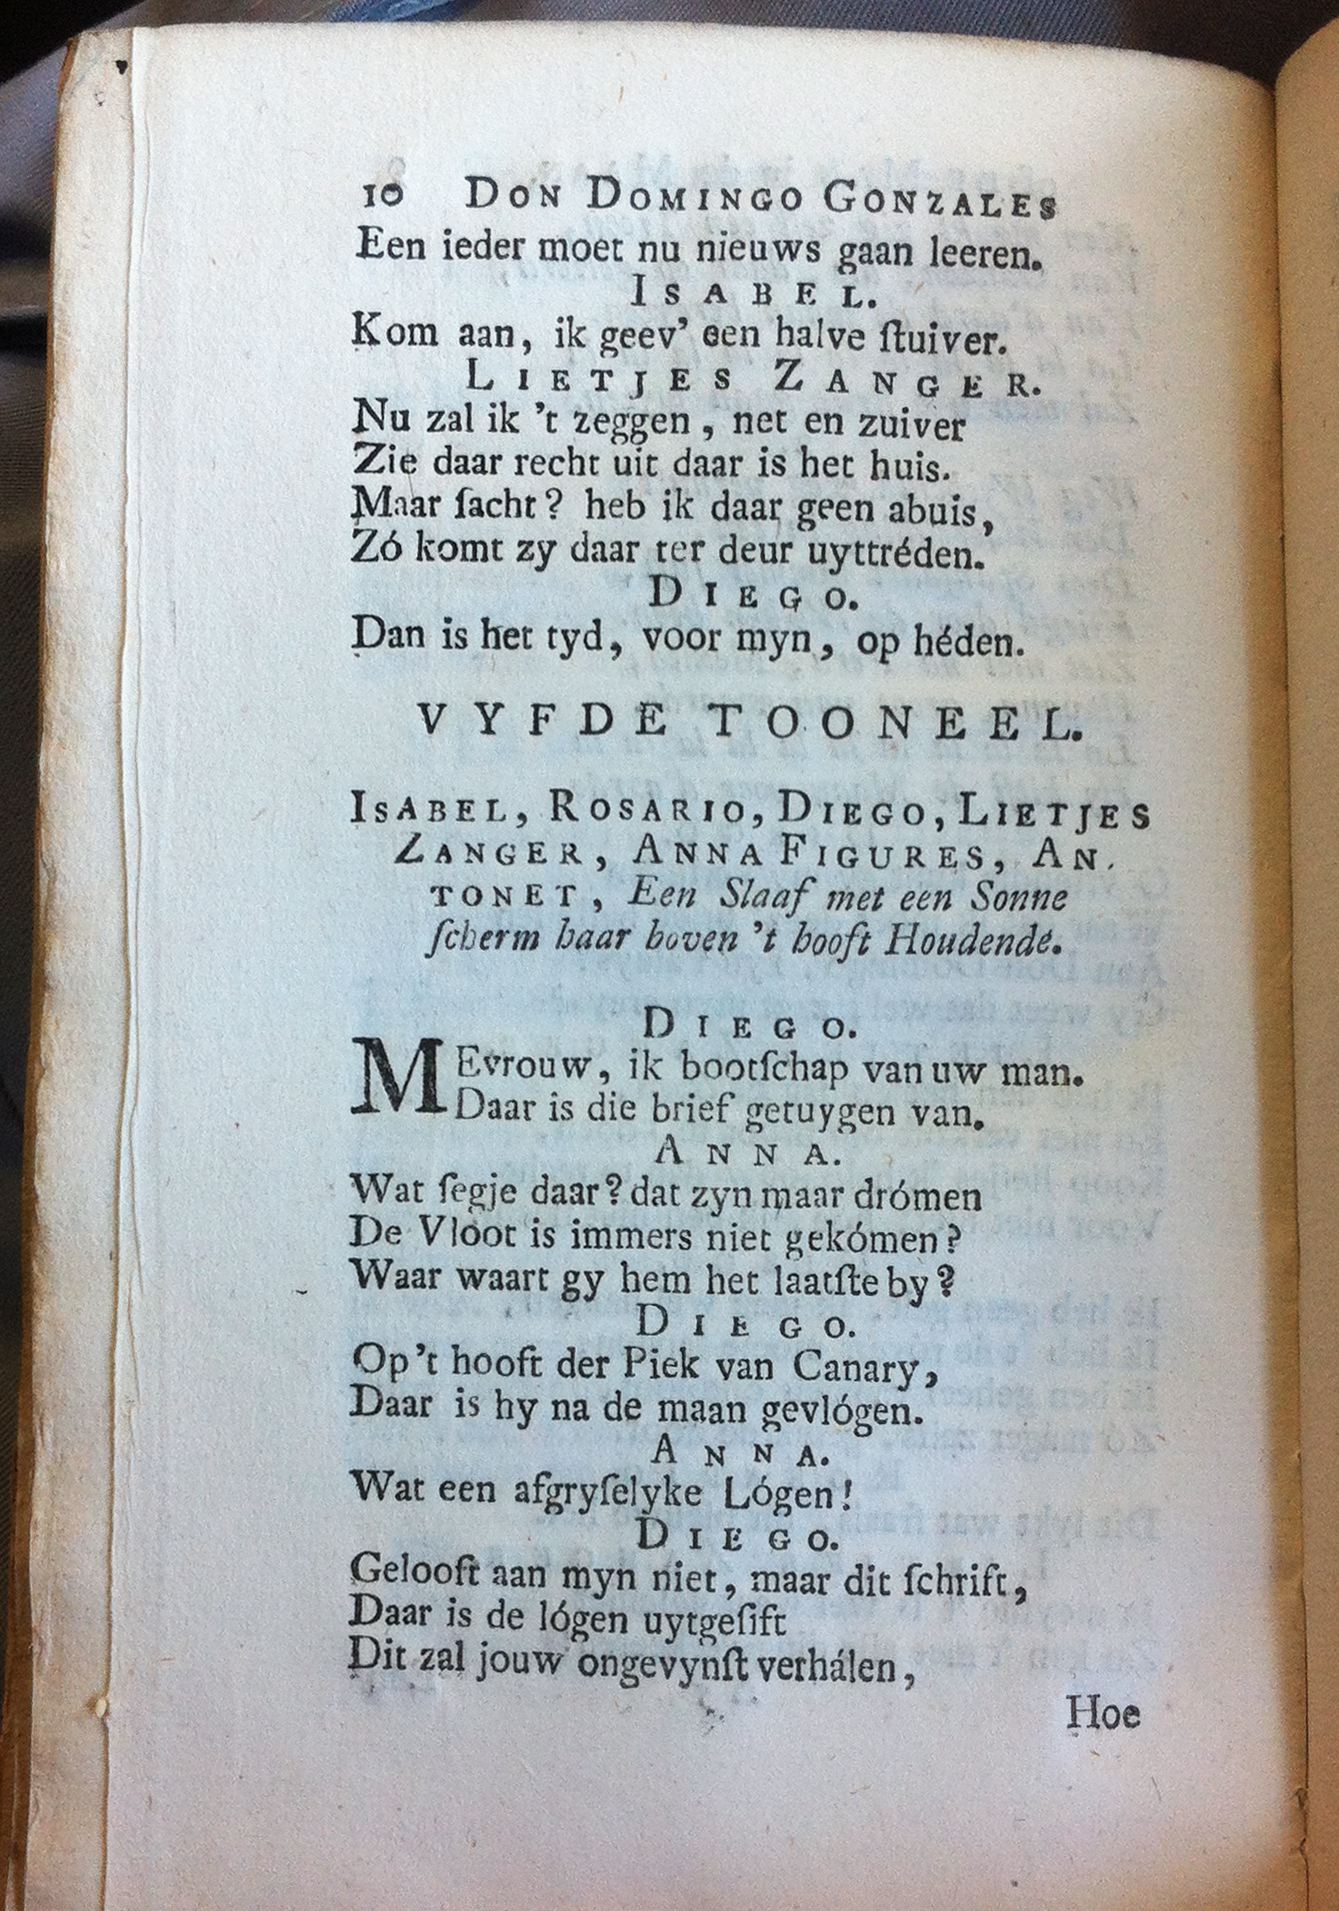 10 DON DOMINGO GONZALES
Een ieder moet nu nieuws gaan leeren.
ISABEL.
Kom aan, ik geev' een halve ſtuiver.
LIETJES ZANGER.
Nu zal ik 't zeggen, net en zuiver
Zie daar recht uit daar is het huis.
Maar ſacht? heb ik daar geen abuis,
Zó komt zy daar ter deur uyttréden.
DIEGO.
Dan is het tyd, voor myn, op héden.
VYFDE TOONEEL.
ISABEL, ROSARIO, DIEGO, LIETJES
ZANGER, ANNA FIGURES, AN-
TONET, Een Slaaf met een Sonne
ſcherm haar boven 't hooft Houdende.
DIEGO.
MEvrouw, ik bootſchap van uw man.
Daar is die brief getuygen van.
ANNA.
Wat ſegje daar? dat zyn maar drómen
De Vloot is immers niet gekómen?
Waar waart gy hem het laatſte by?
DIEGO.
Op 't hooft der Piek van Canary,
Daar is hy na de maan gevlógen.
ANNA.
Wat een afgryſelyke Lógen!
DIEGO.
Gelooft aan myn niet, maar dit ſchrift,
Daar is de lógen uytgeſift
Dit zal jouw ongevynſt verhálen,
Hoe